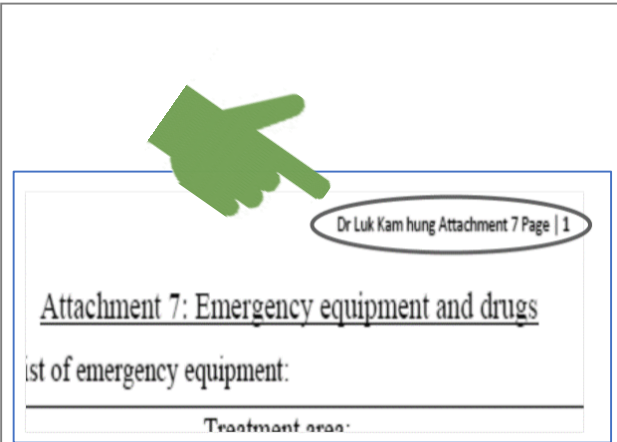 Dr Luk Kam hung Attachment 7 Page | 1
Attachment 7: Emergency equipment and drugs
ist of emergency equipment:
Treatment area: